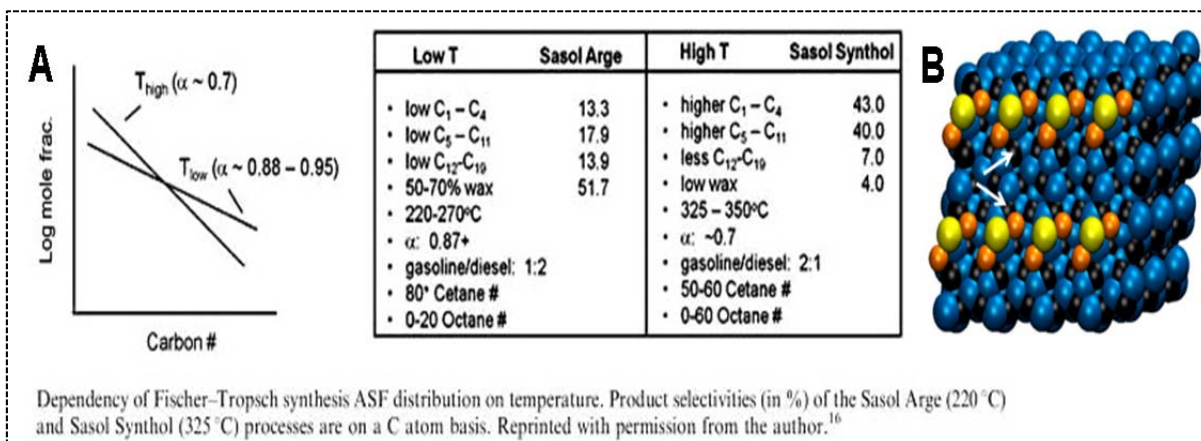 A
Log mole frac.
T_high (α ~ 0.7)
T_low (α ~ 0.88 – 0.95)
Carbon #
Low T Sasol Arge
• low C₁ – C₄ 13.3
• low C₅ – C₁₁ 17.9
• low C₁₂-C₁₉ 13.9
• 50-70% wax 51.7
• 220-270ºC
• α: 0.87+
• gasoline/diesel: 1:2
• 80⁺ Cetane #
• 0-20 Octane #
High T Sasol Synthol
• higher C₁ – C₄ 43.0
• higher C₅ – C₁₁ 40.0
• less C₁₂-C₁₉ 7.0
• low wax 4.0
• 325 – 350ºC
• α: ~0.7
• gasoline/diesel: 2:1
• 50-60 Cetane #
• 0-60 Octane #
B
Dependency of Fischer–Tropsch synthesis ASF distribution on temperature. Product selectivities (in %) of the Sasol Arge (220 °C)
and Sasol Synthol (325 °C) processes are on a C atom basis. Reprinted with permission from the author.¹⁶